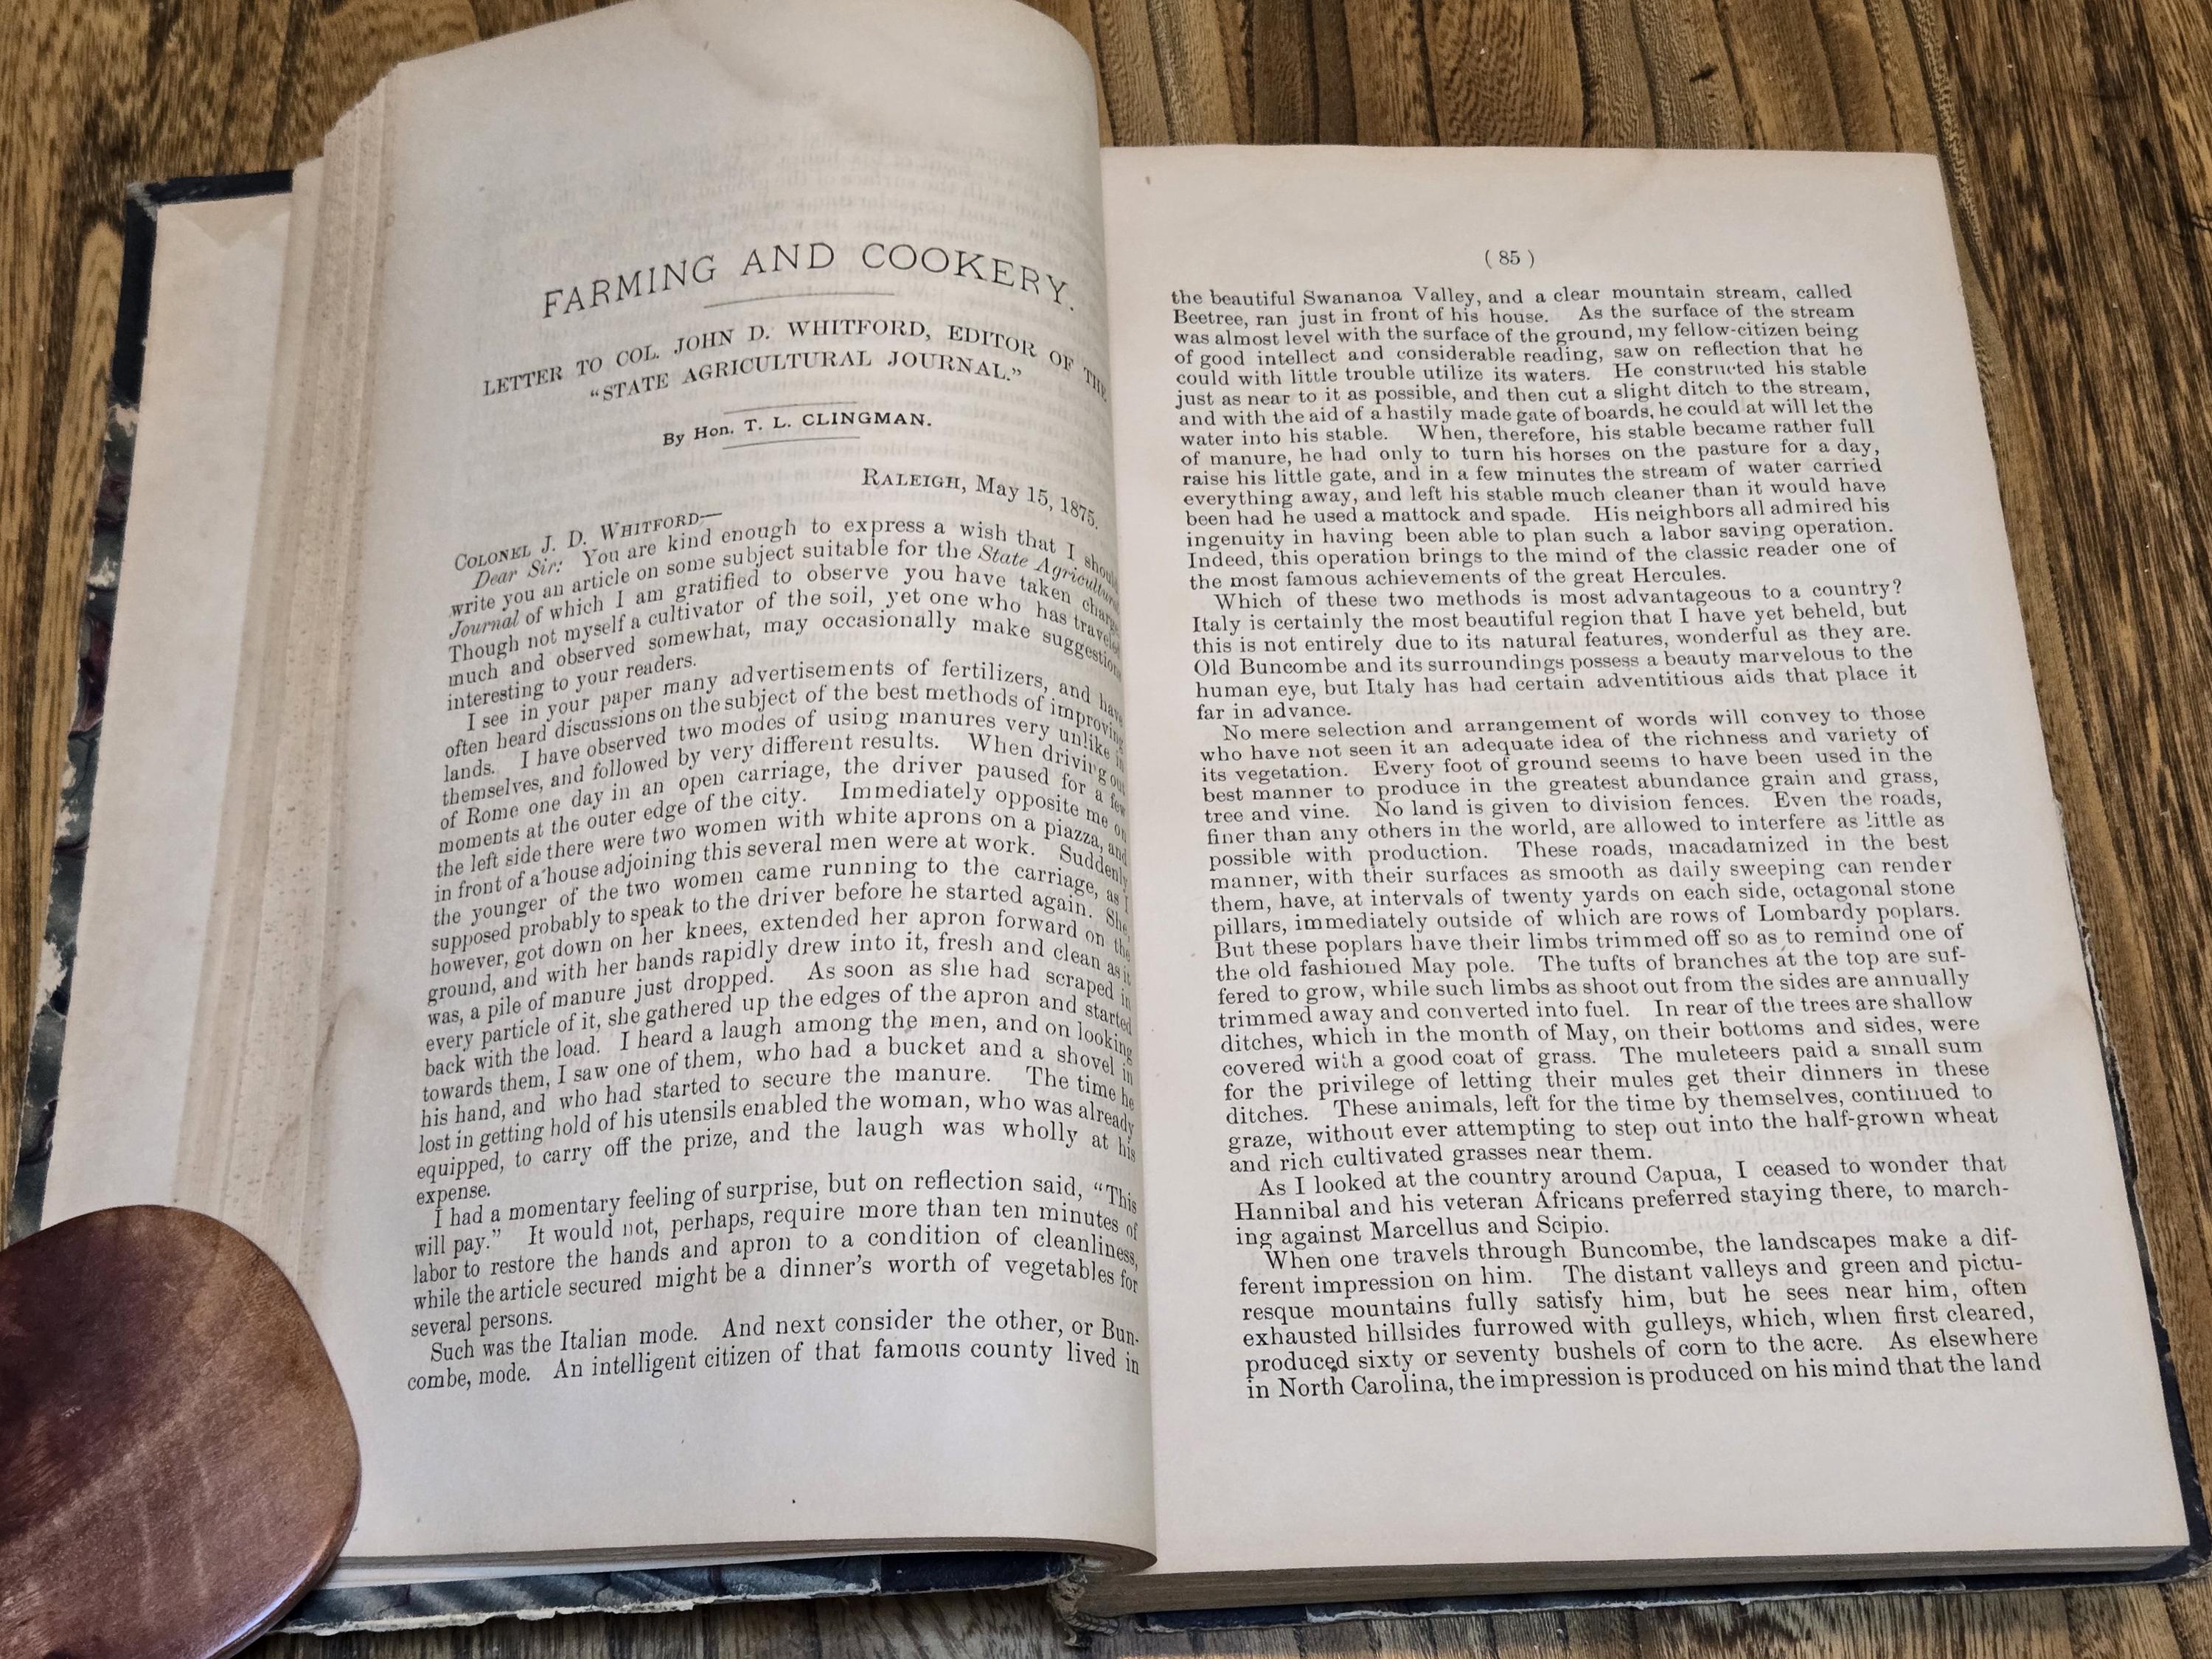 FARMING AND COOKERY.
LETTER TO COL. JOHN D. WHITFORD, EDITOR OF THE
"STATE AGRICULTURAL JOURNAL."
By Hon. T. L. CLINGMAN.
RALEIGH, May 15, 1875.
COLONEL J. D. WHITFORD—
Dear Sir: You are kind enough to express a wish that I should
write you an article on some subject suitable for the State Agricultural
Journal of which I am gratified to observe you have taken charge.
Though not myself a cultivator of the soil, yet one who has traveled
much and observed somewhat, may occasionally make suggestions
interesting to your readers.
I see in your paper many advertisements of fertilizers, and have
often heard discussions on the subject of the best methods of improving
lands. I have observed two modes of using manures very unlike in
themselves, and followed by very different results. When driving out
of Rome one day in an open carriage, the driver paused for a few
moments at the outer edge of the city. Immediately opposite me on
the left side there were two women with white aprons on a piazza, and
in front of a house adjoining this several men were at work. Suddenly
the younger of the two women came running to the carriage, as I
supposed probably to speak to the driver before he started again. She,
however, got down on her knees, extended her apron forward on the
ground, and with her hands rapidly drew into it, fresh and clean as it
was, a pile of manure just dropped. As soon as she had scraped in
every particle of it, she gathered up the edges of the apron and started
back with the load. I heard a laugh among the men, and on looking
towards them, I saw one of them, who had a bucket and a shovel in
his hand, and who had started to secure the manure. The time he
lost in getting hold of his utensils enabled the woman, who was already
equipped, to carry off the prize, and the laugh was wholly at his
expense.
I had a momentary feeling of surprise, but on reflection said, "This
will pay." It would not, perhaps, require more than ten minutes of
labor to restore the hands and apron to a condition of cleanliness,
while the article secured might be a dinner's worth of vegetables for
several persons.
Such was the Italian mode. And next consider the other, or Bun-
combe, mode. An intelligent citizen of that famous county lived in
( 85 )
the beautiful Swananoa Valley, and a clear mountain stream, called
Beetree, ran just in front of his house. As the surface of the stream
was almost level with the surface of the ground, my fellow-citizen being
of good intellect and considerable reading, saw on reflection that he
could with little trouble utilize its waters. He constructed his stable
just as near to it as possible, and then cut a slight ditch to the stream,
and with the aid of a hastily made gate of boards, he could at will let the
water into his stable. When, therefore, his stable became rather full
of manure, he had only to turn his horses on the pasture for a day,
raise his little gate, and in a few minutes the stream of water carried
everything away, and left his stable much cleaner than it would have
been had he used a mattock and spade. His neighbors all admired his
ingenuity in having been able to plan such a labor saving operation.
Indeed, this operation brings to the mind of the classic reader one of
the most famous achievements of the great Hercules.
Which of these two methods is most advantageous to a country?
Italy is certainly the most beautiful region that I have yet beheld, but
this is not entirely due to its natural features, wonderful as they are.
Old Buncombe and its surroundings possess a beauty marvelous to the
human eye, but Italy has had certain adventitious aids that place it
far in advance.
No mere selection and arrangement of words will convey to those
who have not seen it an adequate idea of the richness and variety of
its vegetation. Every foot of ground seems to have been used in the
best manner to produce in the greatest abundance grain and grass,
tree and vine. No land is given to division fences. Even the roads,
finer than any others in the world, are allowed to interfere as little as
possible with production. These roads, macadamized in the best
manner, with their surfaces as smooth as daily sweeping can render
them, have, at intervals of twenty yards on each side, octagonal stone
pillars, immediately outside of which are rows of Lombardy poplars.
But these poplars have their limbs trimmed off so as to remind one of
the old fashioned May pole. The tufts of branches at the top are suf-
fered to grow, while such limbs as shoot out from the sides are annually
trimmed away and converted into fuel. In rear of the trees are shallow
ditches, which in the month of May, on their bottoms and sides, were
covered with a good coat of grass. The muleteers paid a small sum
for the privilege of letting their mules get their dinners in these
ditches. These animals, left for the time by themselves, continued to
graze, without ever attempting to step out into the half-grown wheat
and rich cultivated grasses near them.
As I looked at the country around Capua, I ceased to wonder that
Hannibal and his veteran Africans preferred staying there, to march-
ing against Marcellus and Scipio.
When one travels through Buncombe, the landscapes make a dif-
ferent impression on him. The distant valleys and green and pictu-
resque mountains fully satisfy him, but he sees near him, often
exhausted hillsides furrowed with gulleys, which, when first cleared,
produced sixty or seventy bushels of corn to the acre. As elsewhere
in North Carolina, the impression is produced on his mind that the land